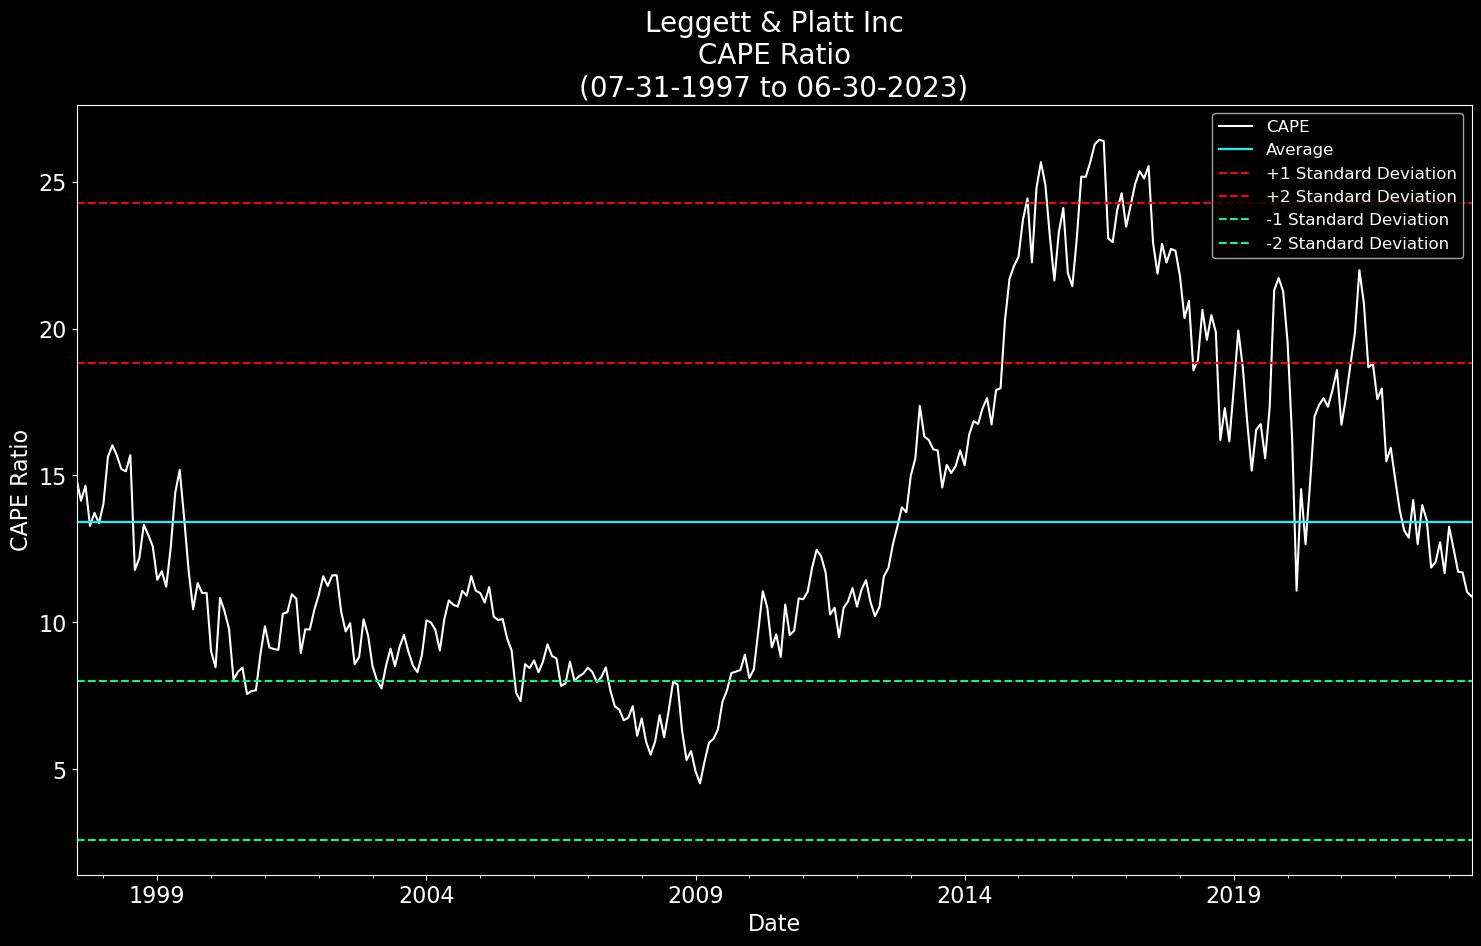 Leggett & Platt Inc
CAPE Ratio
(07-31-1997 to 06-30-2023)
CAPE
Average
+1 Standard Deviation
+2 Standard Deviation
-1 Standard Deviation
-2 Standard Deviation
CAPE Ratio
25
20
15
10
5
1999
2004
2009
2014
2019
Date